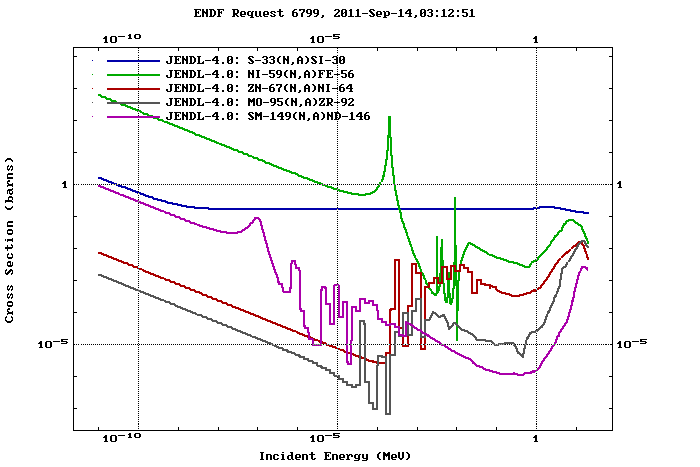 ENDF Request 6799, 2011-Sep-14,03:12:51
10-10 10-5 1
JENDL-4.0: S-33(N,A)SI-30
JENDL-4.0: NI-59(N,A)FE-56
JENDL-4.0: ZN-67(N,A)NI-64
JENDL-4.0: MO-95(N,A)ZR-92
JENDL-4.0: SM-149(N,A)ND-146
Cross Section (barns)
1 1
10-5 10-5
10-10 10-5 1
Incident Energy (MeV)